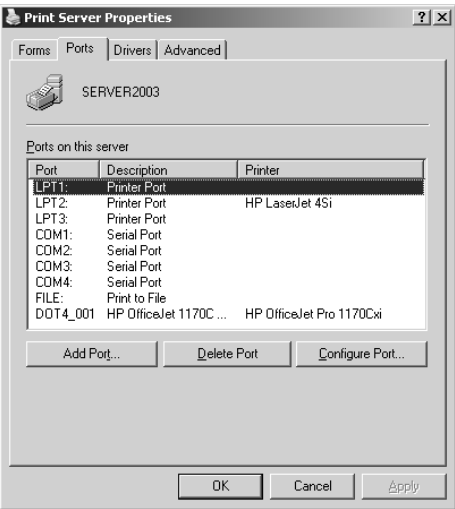 Print Server Properties
Forms Ports Drivers Advanced
SERVER2003
Ports on this server
Port Description Printer
LPT1: Printer Port
LPT2: Printer Port HP LaserJet 4Si
LPT3: Printer Port
COM1: Serial Port
COM2: Serial Port
COM3: Serial Port
COM4: Serial Port
FILE: Print to File
DOT4_001 HP OfficeJet 1170C ... HP OfficeJet Pro 1170Cxi
Add Port... Delete Port Configure Port...
OK Cancel Apply